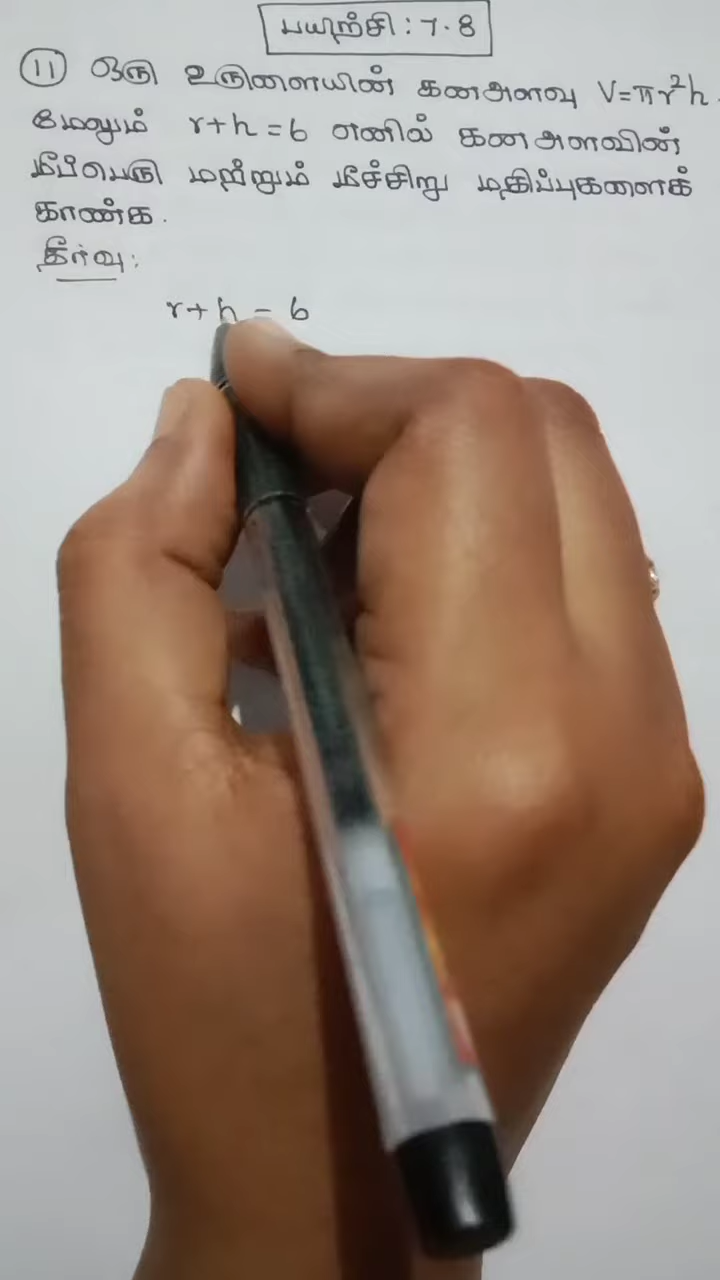 பயிற்சி : 7.8
11 ஒரு உருளையின் கனஅளவு V=πr²h.
மேலும் r+h=6 எனில் கனஅளவின்
மீப்பெரு மற்றும் மீச்சிறு மதிப்புகளைக்
காண்க.
தீர்வு:
r+h = 6